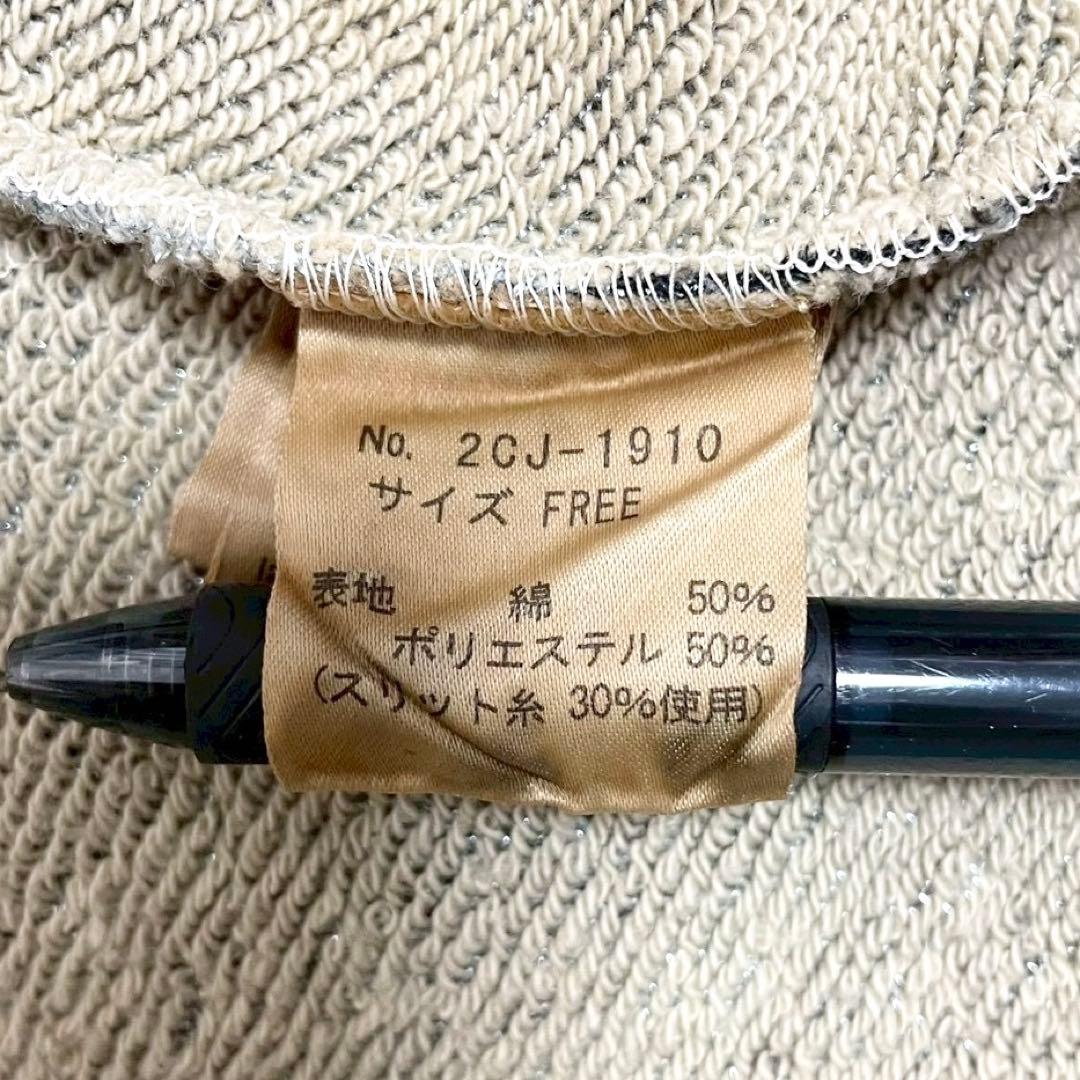 No. 2CJ-1910
サイズ FREE
表地 綿 50%
ポリエステル 50%
(スリット糸 30%使用)